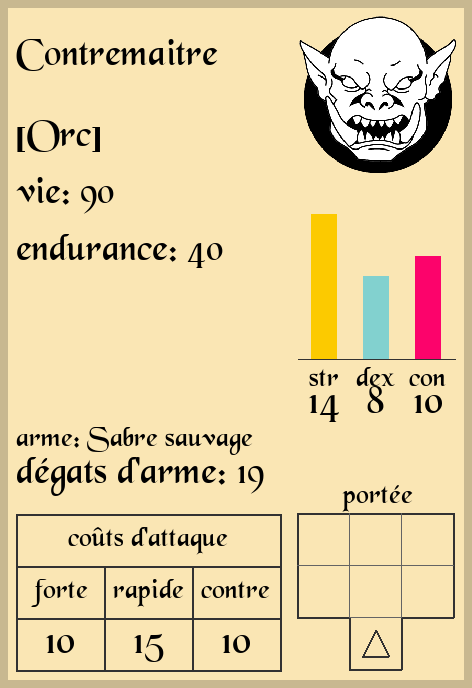 Contremaitre
[Orc]
vie: 90
endurance: 40
str dex con
14 8 10
arme: Sabre sauvage
dégats d'arme: 19
portée
coûts d'attaque
forte rapide contre
10 15 10